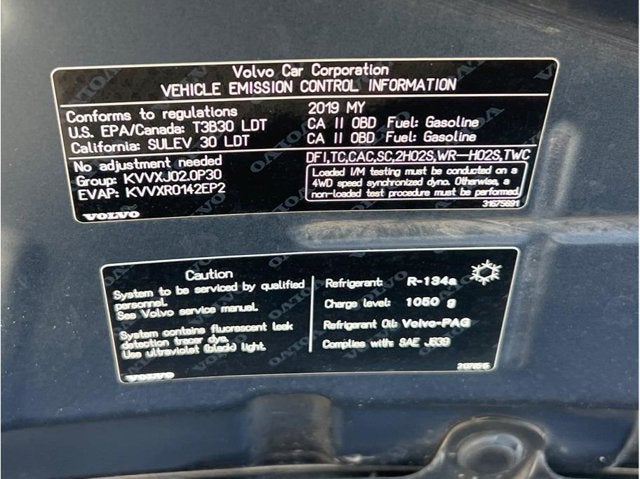 Volvo Car Corporation
VEHICLE EMISSION CONTROL INFORMATION
Conforms to regulations 2019 MY
U.S. EPA/Canada: T3B30 LDT CA II OBD Fuel: Gasoline
California: SULEV 30 LDT CA II OBD Fuel: Gasoline
No adjustment needed DFI,TC,CAC,SC,2HO2S,WR-HO2S,TWC
Group: KVVXJ02.0P30 Loaded I/M testing must be conducted on a
EVAP: KVVXR0142EP2 4WD speed synchronized dyno. Otherwise, a
non-loaded test procedure must be performed.
VOLVO 31675691
Caution
System to be serviced by qualified
personnel.
See Volvo service manual.
System contains fluorescent leak
detection tracer dye.
Use ultraviolet (black) light.
VOLVO
Refrigerant: R-134a
Charge level: 1050 g
Refrigerant Oil: Volvo-PAG
Complies with: SAE J639